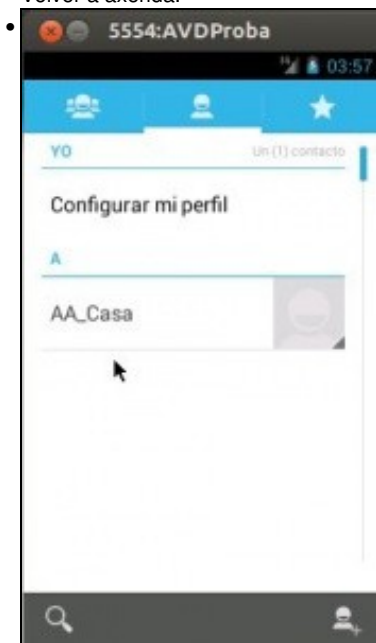 Volver a axenda.
5554:AVDProba
03:57
YO Un (1) contacto
Configurar mi perfil
A
AA_Casa